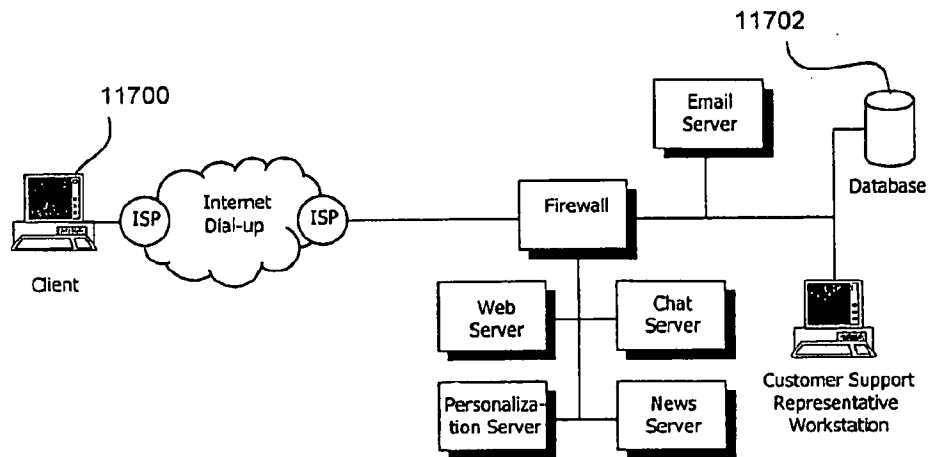 11702
11700
Email
Server
Database
ISP
Internet
Dial-up
ISP
Firewall
Client
Web
Server
Chat
Server
Personaliza-
tion Server
News
Server
Customer Support
Representative
Workstation